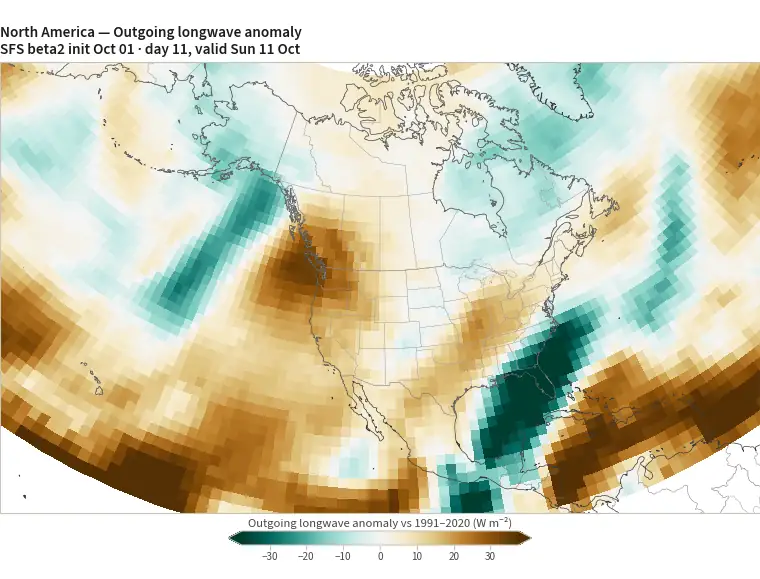 North America — Outgoing longwave anomaly
SFS beta2 init Oct 01 · day 11, valid Sun 11 Oct
Outgoing longwave anomaly vs 1991–2020 (W m⁻²)
−30 −20 −10 0 10 20 30